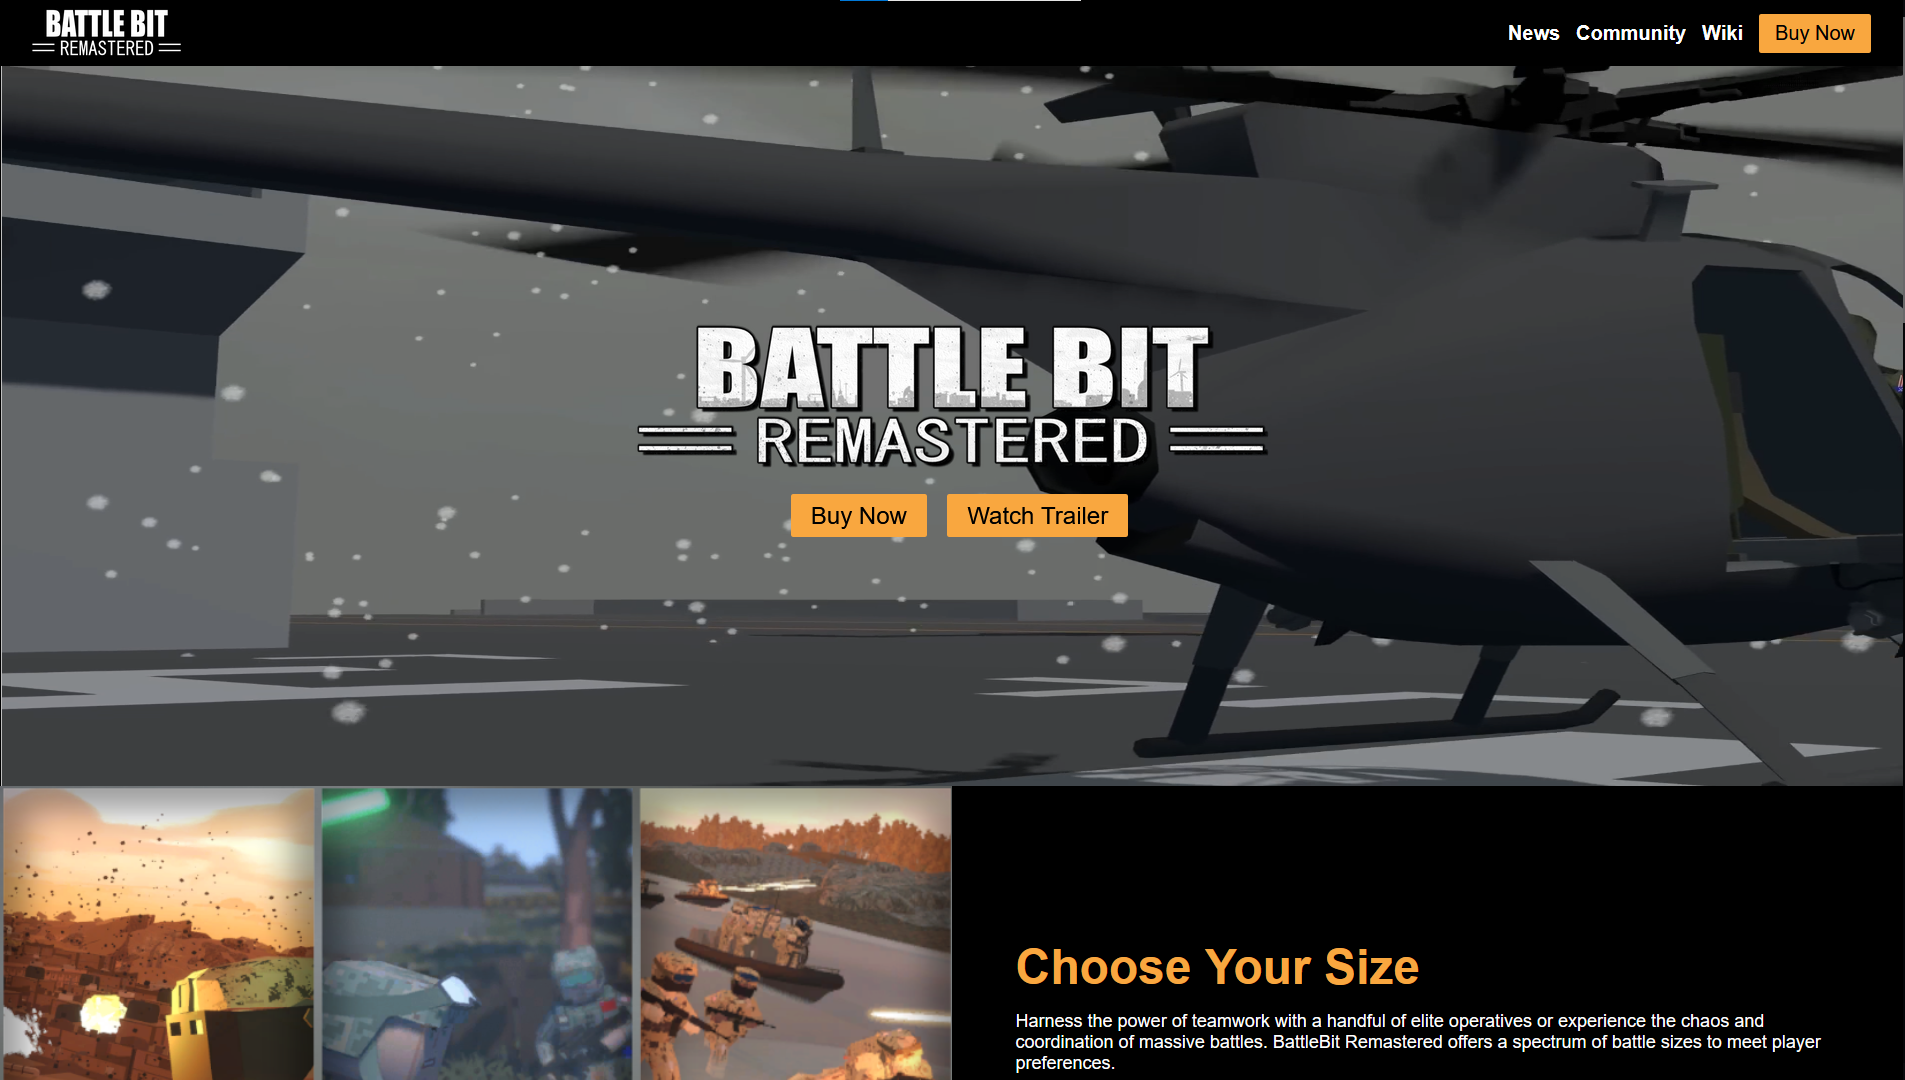 BATTLE BIT
REMASTERED
News Community Wiki Buy Now
BATTLE BIT
REMASTERED
Buy Now Watch Trailer
Choose Your Size
Harness the power of teamwork with a handful of elite operatives or experience the chaos and
coordination of massive battles. BattleBit Remastered offers a spectrum of battle sizes to meet player
preferences.